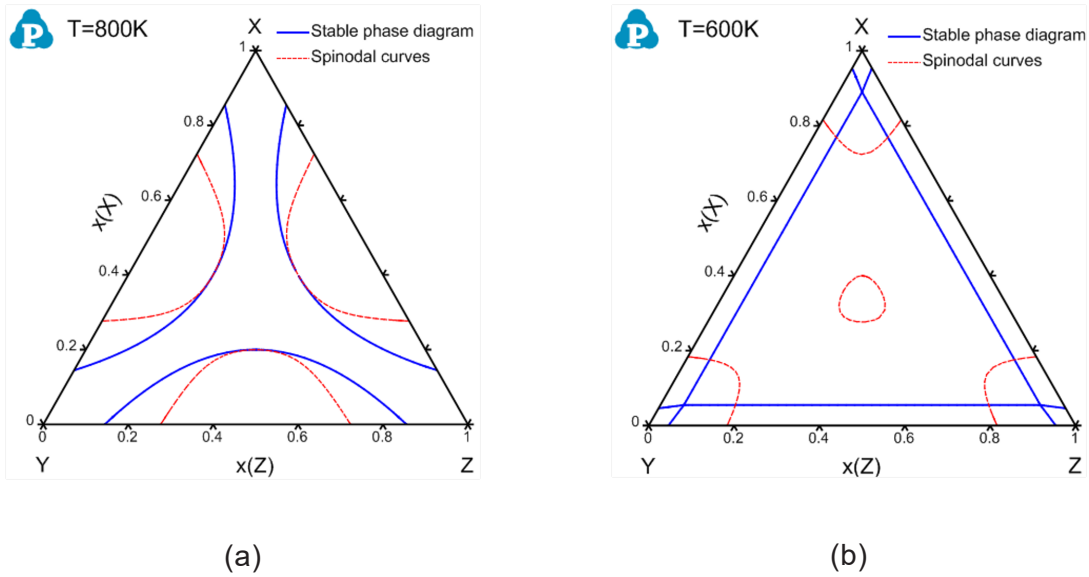 P
T=800K
X
Stable phase diagram
Spinodal curves
1
0.8
0.6
x(X)
0.4
0.2
0
0
0.2
0.4
0.6
0.8
1
Y
x(Z)
Z
(a)
P
T=600K
X
Stable phase diagram
Spinodal curves
1
0.8
0.6
x(X)
0.4
0.2
0
0
0.2
0.4
0.6
0.8
1
Y
x(Z)
Z
(b)